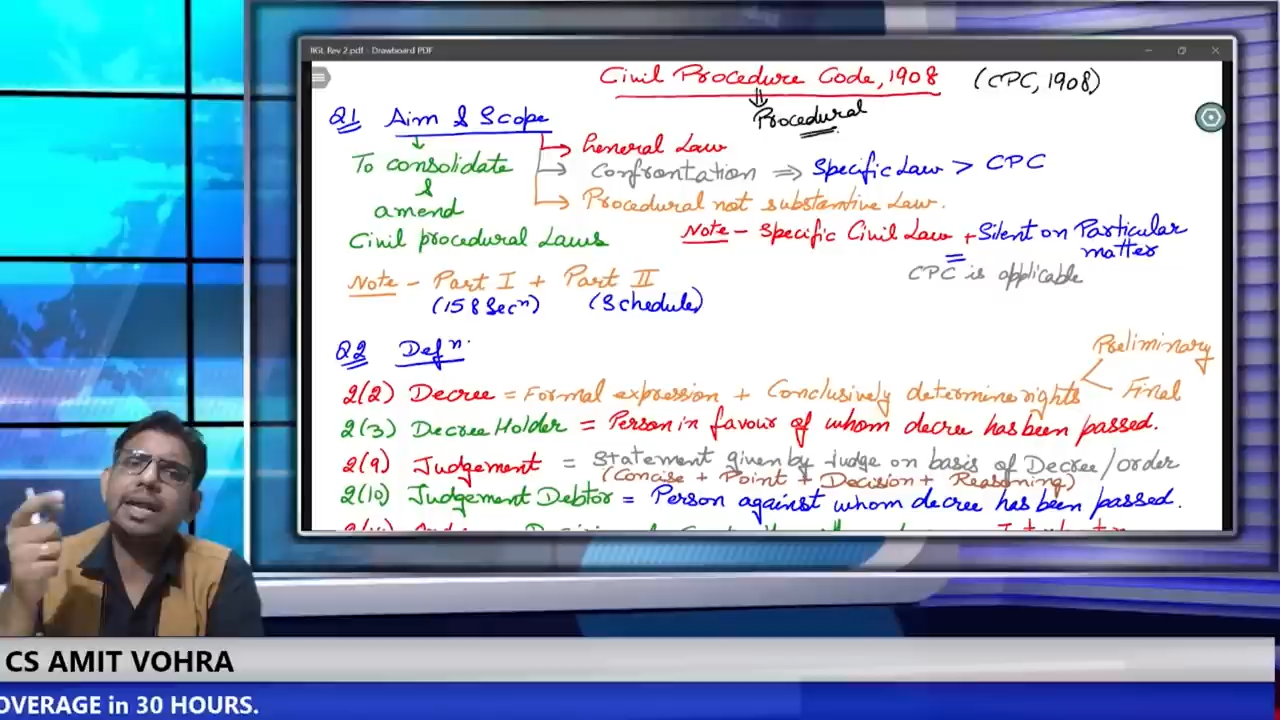 JIGL Rev 2.pdf - Drawboard PDF
Civil Procedure Code, 1908 (CPC, 1908)
Procedural
Q1 Aim & Scope
To consolidate
&
amend
Civil procedural Laws
General Law
Confrontation ⇒ Specific Law > CPC
Procedural not substantive Law.
Note - Specific Civil Law + Silent on Particular
matter
=
CPC is applicable
Note - Part I + Part II
(158 Secⁿ) (Schedule)
Q2 Defⁿ.
2(2) Decree = Formal expression + Conclusively determine rights
Preliminary
Final
2(3) Decree Holder = Person in favour of whom decree has been passed.
2(9) Judgement = Statement given by Judge on basis of Decree/order
(Concise + Point + Decision + Reasoning)
2(10) Judgement Debtor = Person against whom decree has been passed.
CS AMIT VOHRA
OVERAGE in 30 HOURS.